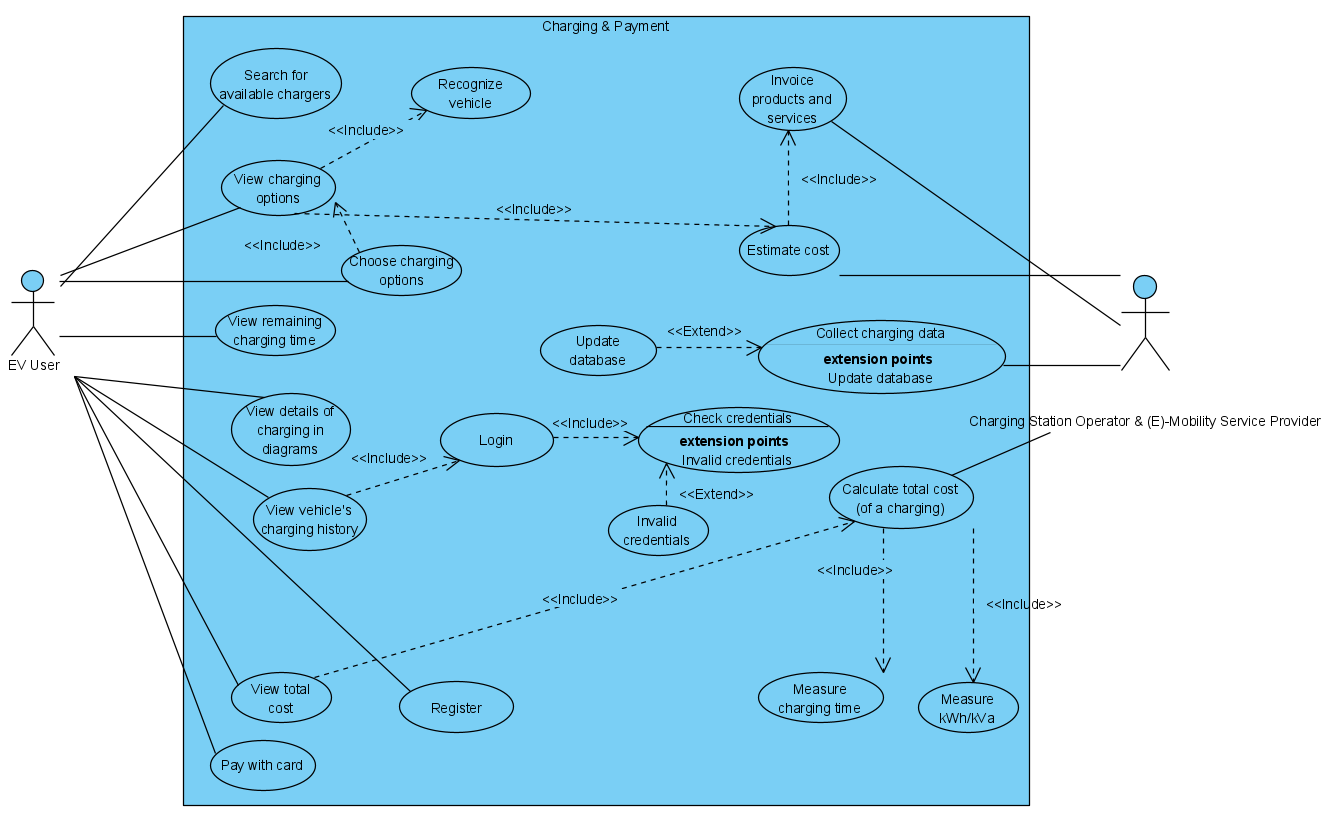 Charging & Payment
Search for
available chargers
Recognize
vehicle
Invoice
products and
services
<<Include>>
View charging
options
<<Include>>
<<Include>>
<<Include>>
Estimate cost
Choose charging
options
EV User
View remaining
charging time
Update
database
<<Extend>>
Collect charging data
extension points
Update database
View details of
charging in
diagrams
Login
<<Include>>
Check credentials
extension points
Invalid credentials
Charging Station Operator & (E)-Mobility Service Provider
<<Include>>
View vehicle's
charging history
<<Extend>>
Invalid
credentials
Calculate total cost
(of a charging)
<<Include>>
<<Include>>
<<Include>>
View total
cost
Register
Measure
charging time
Measure
kWh/kVa
Pay with card